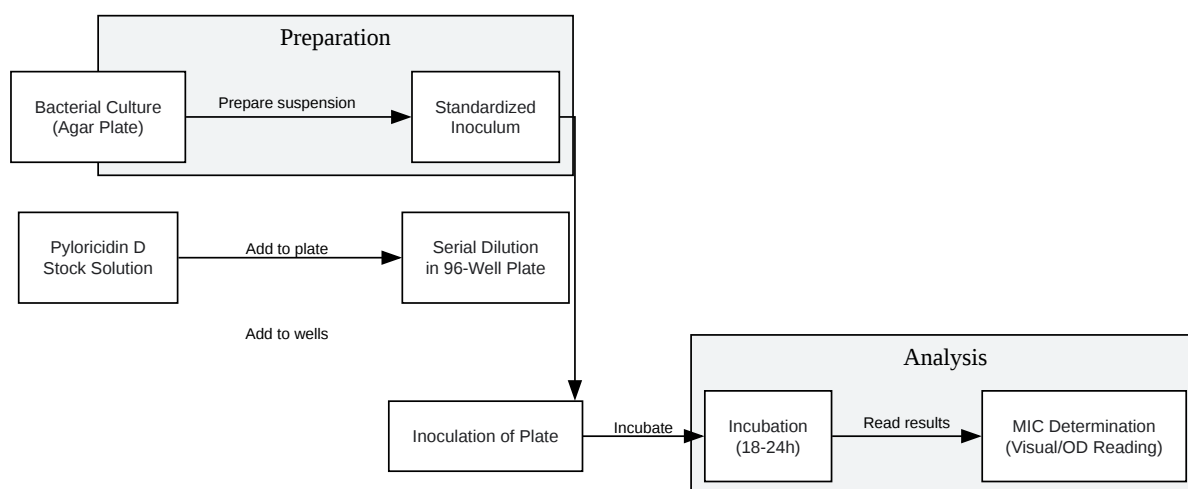 Preparation
Bacterial Culture
(Agar Plate)
Prepare suspension
Standardized
Inoculum
Pyloricidin D
Stock Solution
Add to plate
Serial Dilution
in 96-Well Plate
Add to wells
Inoculation of Plate
Incubate
Analysis
Incubation
(18-24h)
Read results
MIC Determination
(Visual/OD Reading)